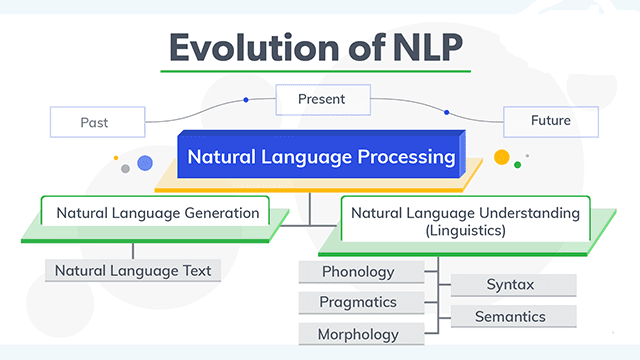 Evolution of NLP
Past
Present
Future
Natural Language Processing
Natural Language Generation
Natural Language Understanding
(Linguistics)
Natural Language Text
Phonology
Pragmatics
Morphology
Syntax
Semantics